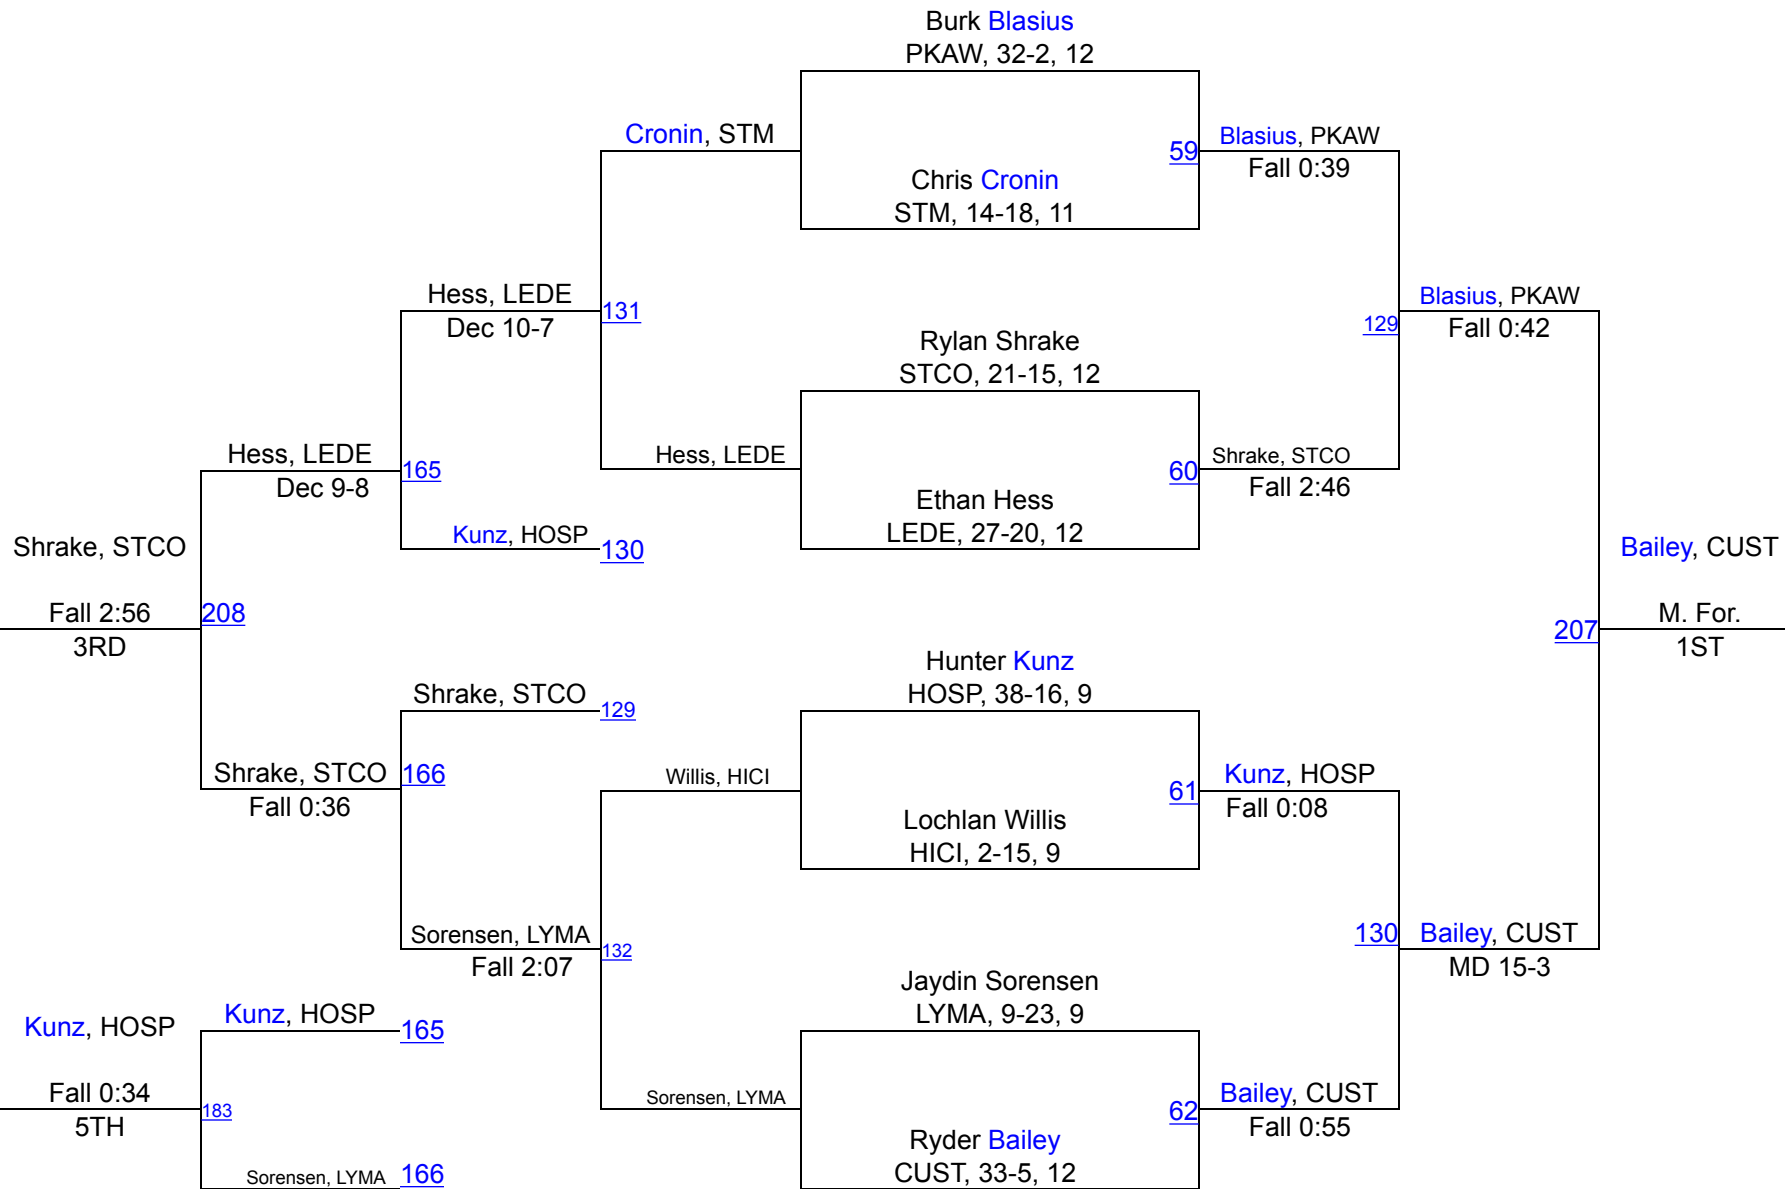 Burk Blasius
PKAW, 32-2, 12
Cronin, STM
59
Blasius, PKAW
Fall 0:39
Chris Cronin
STM, 14-18, 11
Hess, LEDE
Dec 10-7
131
Rylan Shrake
STCO, 21-15, 12
129
Blasius, PKAW
Fall 0:42
Hess, LEDE
Dec 9-8
165
Hess, LEDE
60
Shrake, STCO
Fall 2:46
Ethan Hess
LEDE, 27-20, 12
Kunz, HOSP
130
Shrake, STCO
Fall 2:56
3RD
208
Bailey, CUST
M. For.
1ST
207
Hunter Kunz
HOSP, 38-16, 9
Shrake, STCO
129
Shrake, STCO
Fall 0:36
166
Willis, HICI
61
Kunz, HOSP
Fall 0:08
Lochlan Willis
HICI, 2-15, 9
Sorensen, LYMA
Fall 2:07
132
130
Bailey, CUST
MD 15-3
Jaydin Sorensen
LYMA, 9-23, 9
Kunz, HOSP
Fall 0:34
5TH
Kunz, HOSP
165
183
Sorensen, LYMA
62
Bailey, CUST
Fall 0:55
Ryder Bailey
CUST, 33-5, 12
Sorensen, LYMA
166